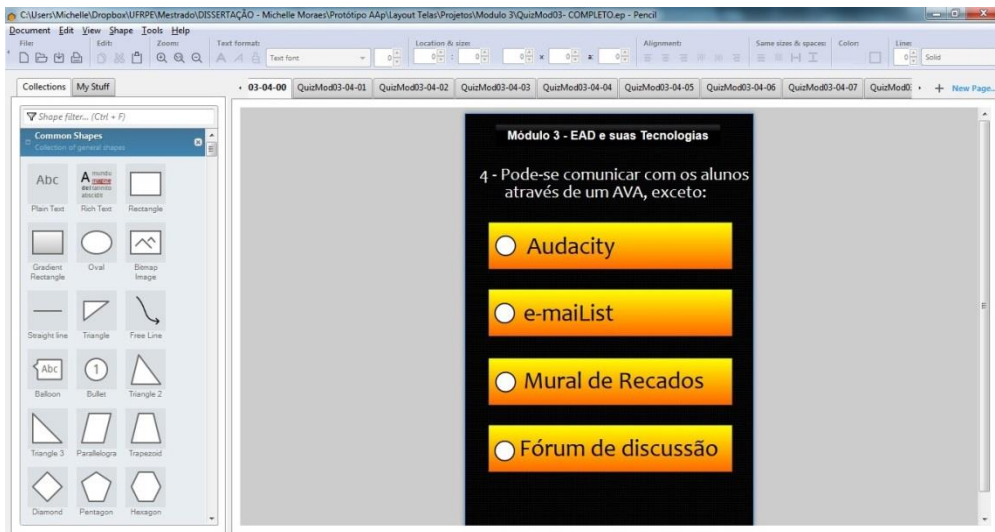 C:\Users\Michelle\Dropbox\UFRPE\Mestrado\DISSERTAÇÃO - Michelle Moraes\Protótipo AAp\Layout Telas\Projetos\Modulo 3\QuizMod03- COMPLETO.ep - Pencil
Document Edit View Shape Tools Help
File: Edit: Zoom: Text format: Location & size: Alignment: Same sizes & spaces: Color: Line:
Text font 0 0 0 0 0 0 Solid
Collections My Stuff
03-04-00 QuizMod03-04-01 QuizMod03-04-02 QuizMod03-04-03 QuizMod03-04-04 QuizMod03-04-05 QuizMod03-04-06 QuizMod03-04-07 QuizMod0: + New Page...
Shape filter... (Ctrl + F)
Common Shapes
Collection of general shapes
Abc
Plain Text Rich Text Rectangle
Gradient Rectangle Oval Bitmap Image
Straight line Triangle Free Line
Abc 1
Balloon Bullet Triangle 2
Triangle 3 Parallelogra Trapezoid
Diamond Pentagon Hexagon
Módulo 3 - EAD e suas Tecnologias
4 - Pode-se comunicar com os alunos
através de um AVA, exceto:
Audacity
e-maiList
Mural de Recados
Fórum de discussão